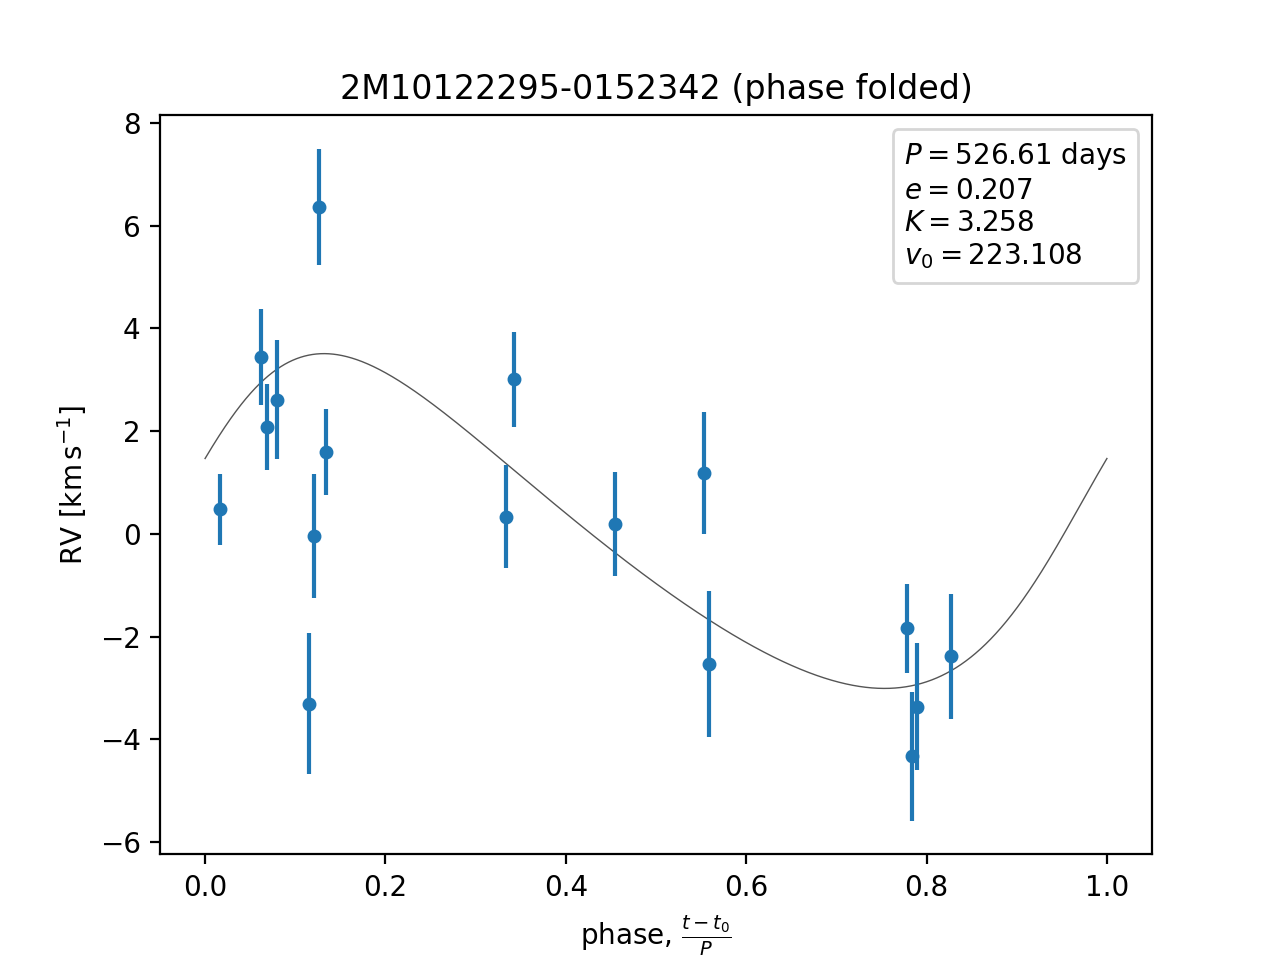 2M10122295-0152342 (phase folded)
P = 526.61 days
e = 0.207
K = 3.258
v₀ = 223.108
8
6
4
2
0
−2
−4
−6
RV [km s⁻¹]
0.0 0.2 0.4 0.6 0.8 1.0
phase, (t − t₀)/P